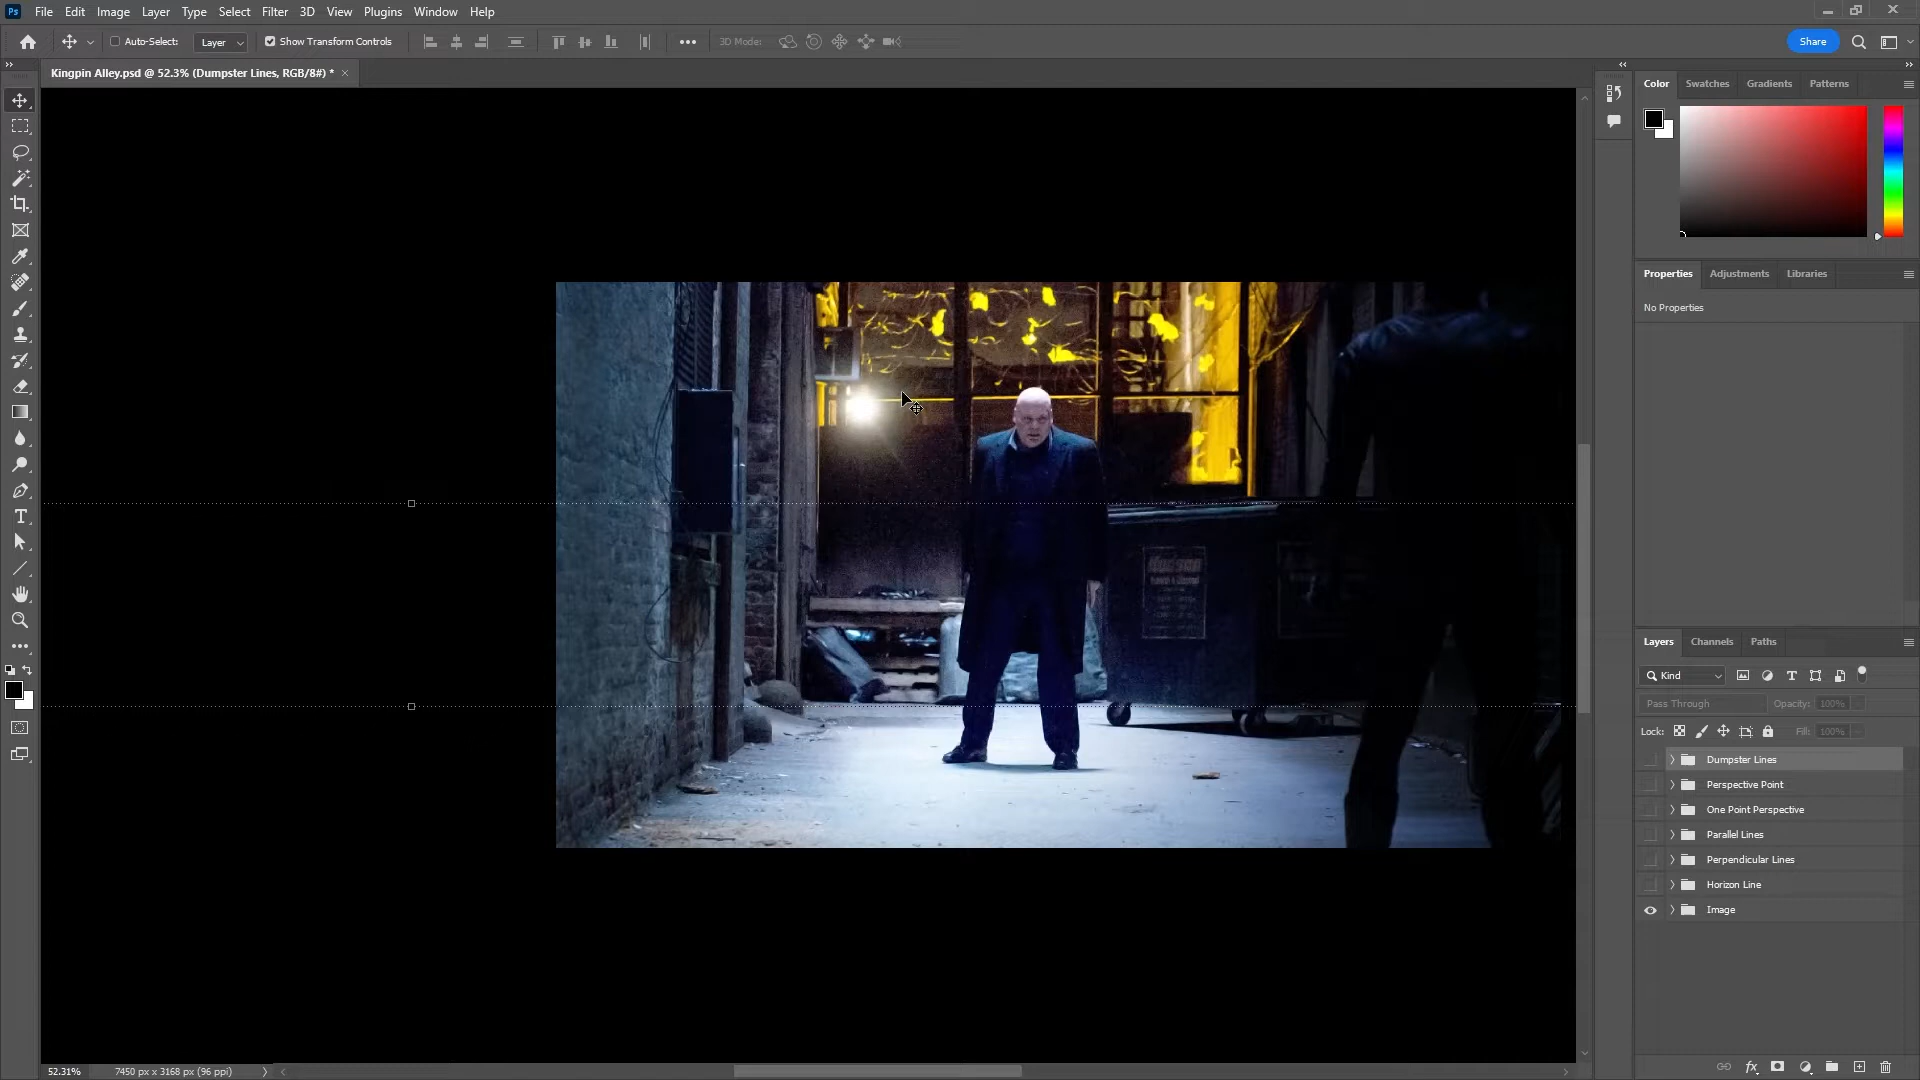 Ps File Edit Image Layer Type Select Filter 3D View Plugins Window Help
Auto-Select: Layer Show Transform Controls 3D Mode: Share
Kingpin Alley.psd @ 52.3% (Dumpster Lines, RGB/8#) *
Color Swatches Gradients Patterns
Properties Adjustments Libraries
No Properties
Layers Channels Paths
Kind
Pass Through Opacity: 100%
Lock: Fill: 100%
Dumpster Lines
Perspective Point
One Point Perspective
Parallel Lines
Perpendicular Lines
Horizon Line
Image
52.31% 7450 px x 3168 px (96 ppi)